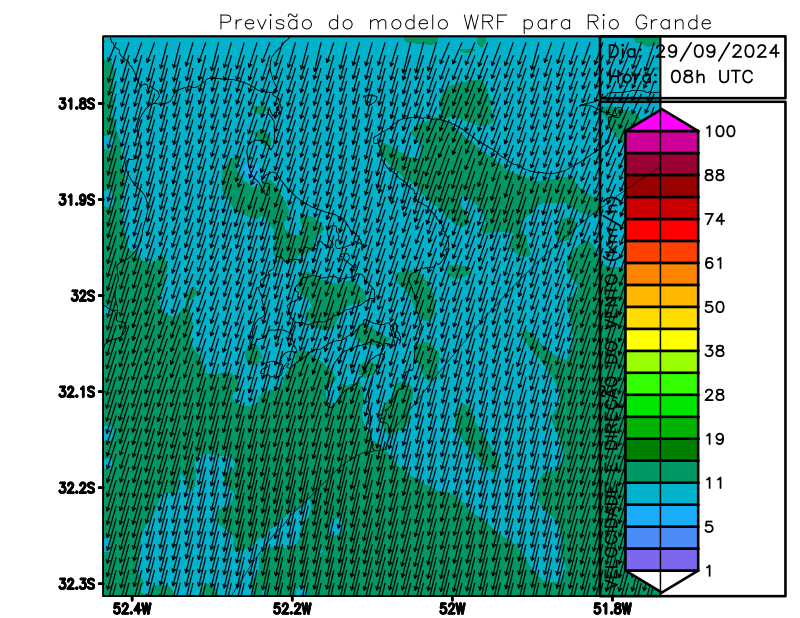 Previsão do modelo WRF para Rio Grande
Dia: 29/09/2024
Hora: 08h UTC
31.8S
31.9S
32S
32.1S
32.2S
32.3S
52.4W
52.2W
52W
51.8W
VELOCIDADE E DIREÇÃO DO VENTO (km/h)
100
88
74
61
50
38
28
19
11
5
1